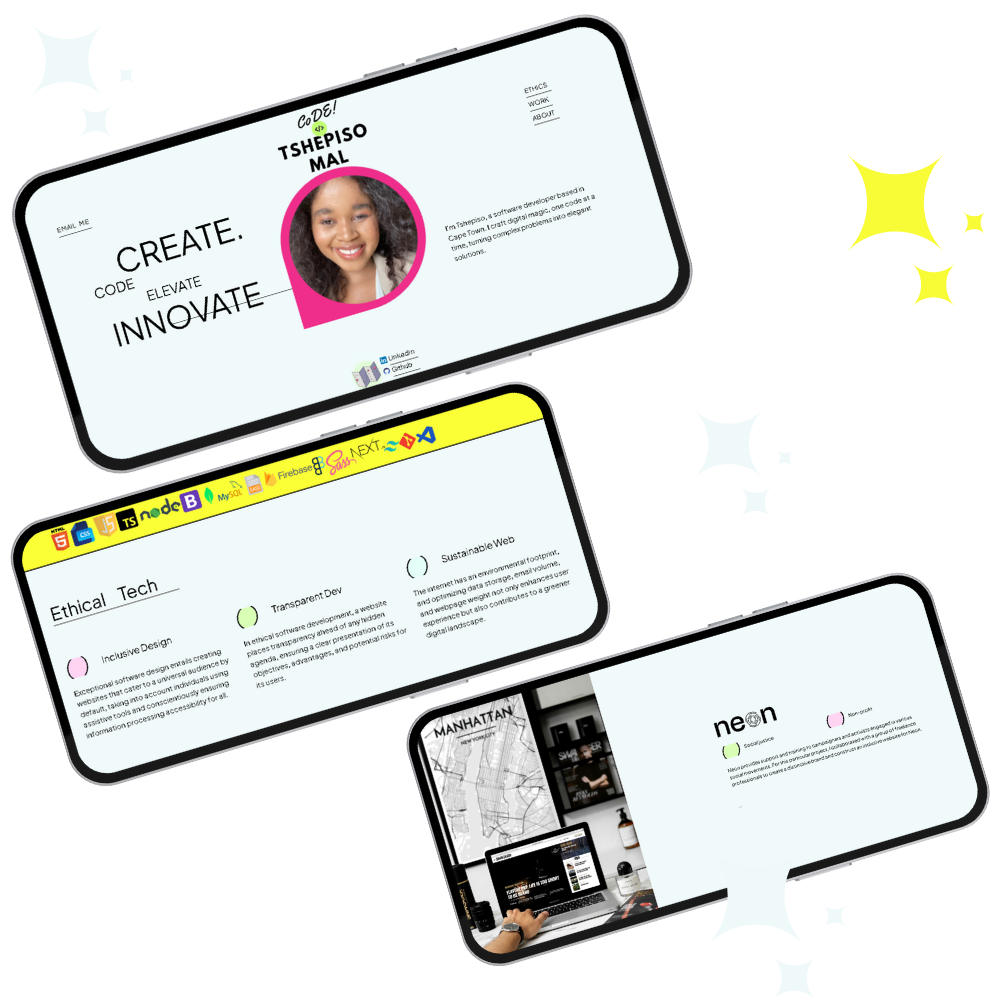 CoDE!
</>
TSHEPISO
MAL
ETHICS
WORK
ABOUT
EMAIL ME
CREATE.
CODE
ELEVATE
INNOVATE
I'm Tshepiso, a software developer based in
Cape Town. I craft digital magic, one code at a
time, turning complex problems into elegant
solutions.
in LinkedIn
Github
HTML
5
CSS
JS
TS
node
B
MySQL
Firebase
Sass
NEXT
Ethical Tech
( ) Inclusive Design
Exceptional software design entails creating
websites that cater to a universal audience by
default, taking into account individuals using
assistive tools and conscientiously ensuring
information processing accessibility for all.
( ) Transparent Dev
In ethical software development, a website
places transparency ahead of any hidden
agenda, ensuring a clear presentation of its
objectives, advantages, and potential risks for
its users.
( ) Sustainable Web
The internet has an environmental footprint,
and optimizing data storage, email volume,
and webpage weight not only enhances user
experience but also contributes to a greener
digital landscape.
MANHATTAN
NEW YORK CITY
neon
( ) Social justice
( ) Non-profit
Neon provides support and training to campaigners and activists engaged in various
social movements. For this particular project, I collaborated with a group of freelance
professionals to create a distinctive brand and construct an inclusive website for neon.